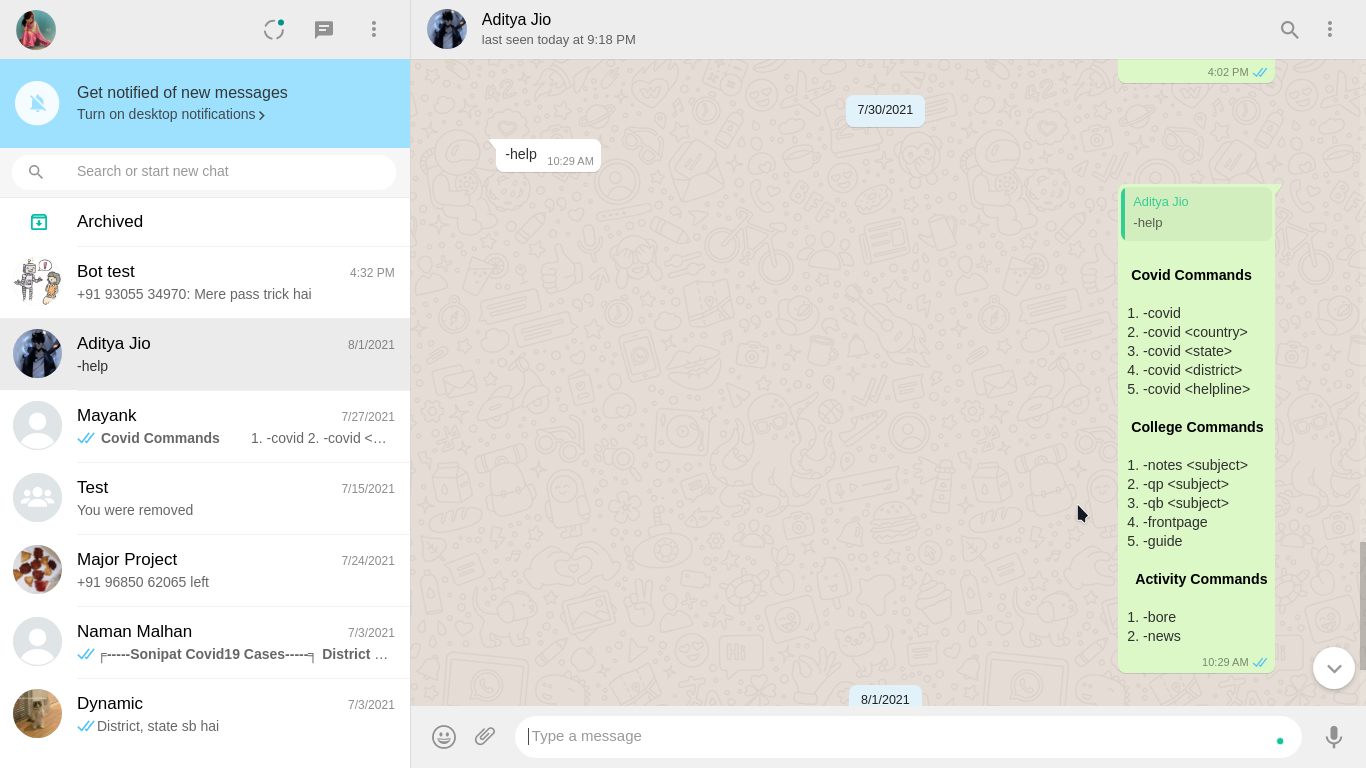 Get notified of new messages
Turn on desktop notifications
Search or start new chat
Archived
Bot test
4:32 PM
+91 93055 34970: Mere pass trick hai
Aditya Jio
8/1/2021
-help
Mayank
7/27/2021
Covid Commands 1. -covid 2. -covid <…
Test
7/15/2021
You were removed
Major Project
7/24/2021
+91 96850 62065 left
Naman Malhan
7/3/2021
╔-----Sonipat Covid19 Cases-----╗ District …
Dynamic
7/3/2021
District, state sb hai
Aditya Jio
last seen today at 9:18 PM
4:02 PM
7/30/2021
-help 10:29 AM
Aditya Jio
-help
Covid Commands
1. -covid
2. -covid <country>
3. -covid <state>
4. -covid <district>
5. -covid <helpline>
College Commands
1. -notes <subject>
2. -qp <subject>
3. -qb <subject>
4. -frontpage
5. -guide
Activity Commands
1. -bore
2. -news
10:29 AM
8/1/2021
Type a message